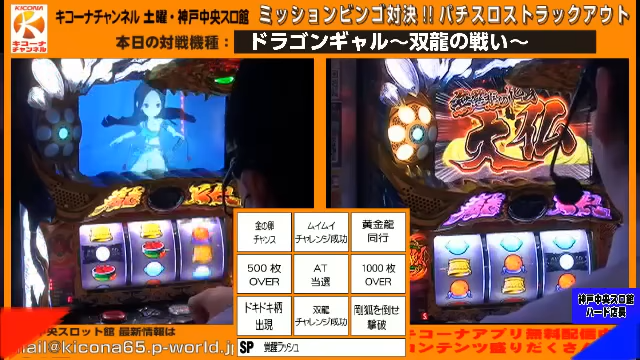 KICONA
キコーナ
チャンネル
キコーナチャンネル 土曜・神戸中央スロ館 ミッションビンゴ対決!! パチスロストラックアウト
本日の対戦機種: ドラゴンギャル〜双龍の戦い〜
大仏
金の卵
チャンス
ムイムイ
チャレンジ成功
黄金龍
同行
500枚
OVER
AT
当選
1000枚
OVER
ドキドキ柄
出現
双龍
チャレンジ成功
剛狐を倒せ
撃破
SP 覚醒ラッシュ
神戸中央スロ館
ハード店長
央スロット館 最新情報は
mail@kicona65.p-world.jp
キコーナアプリ無料配信
コンテンツ盛りだくさん